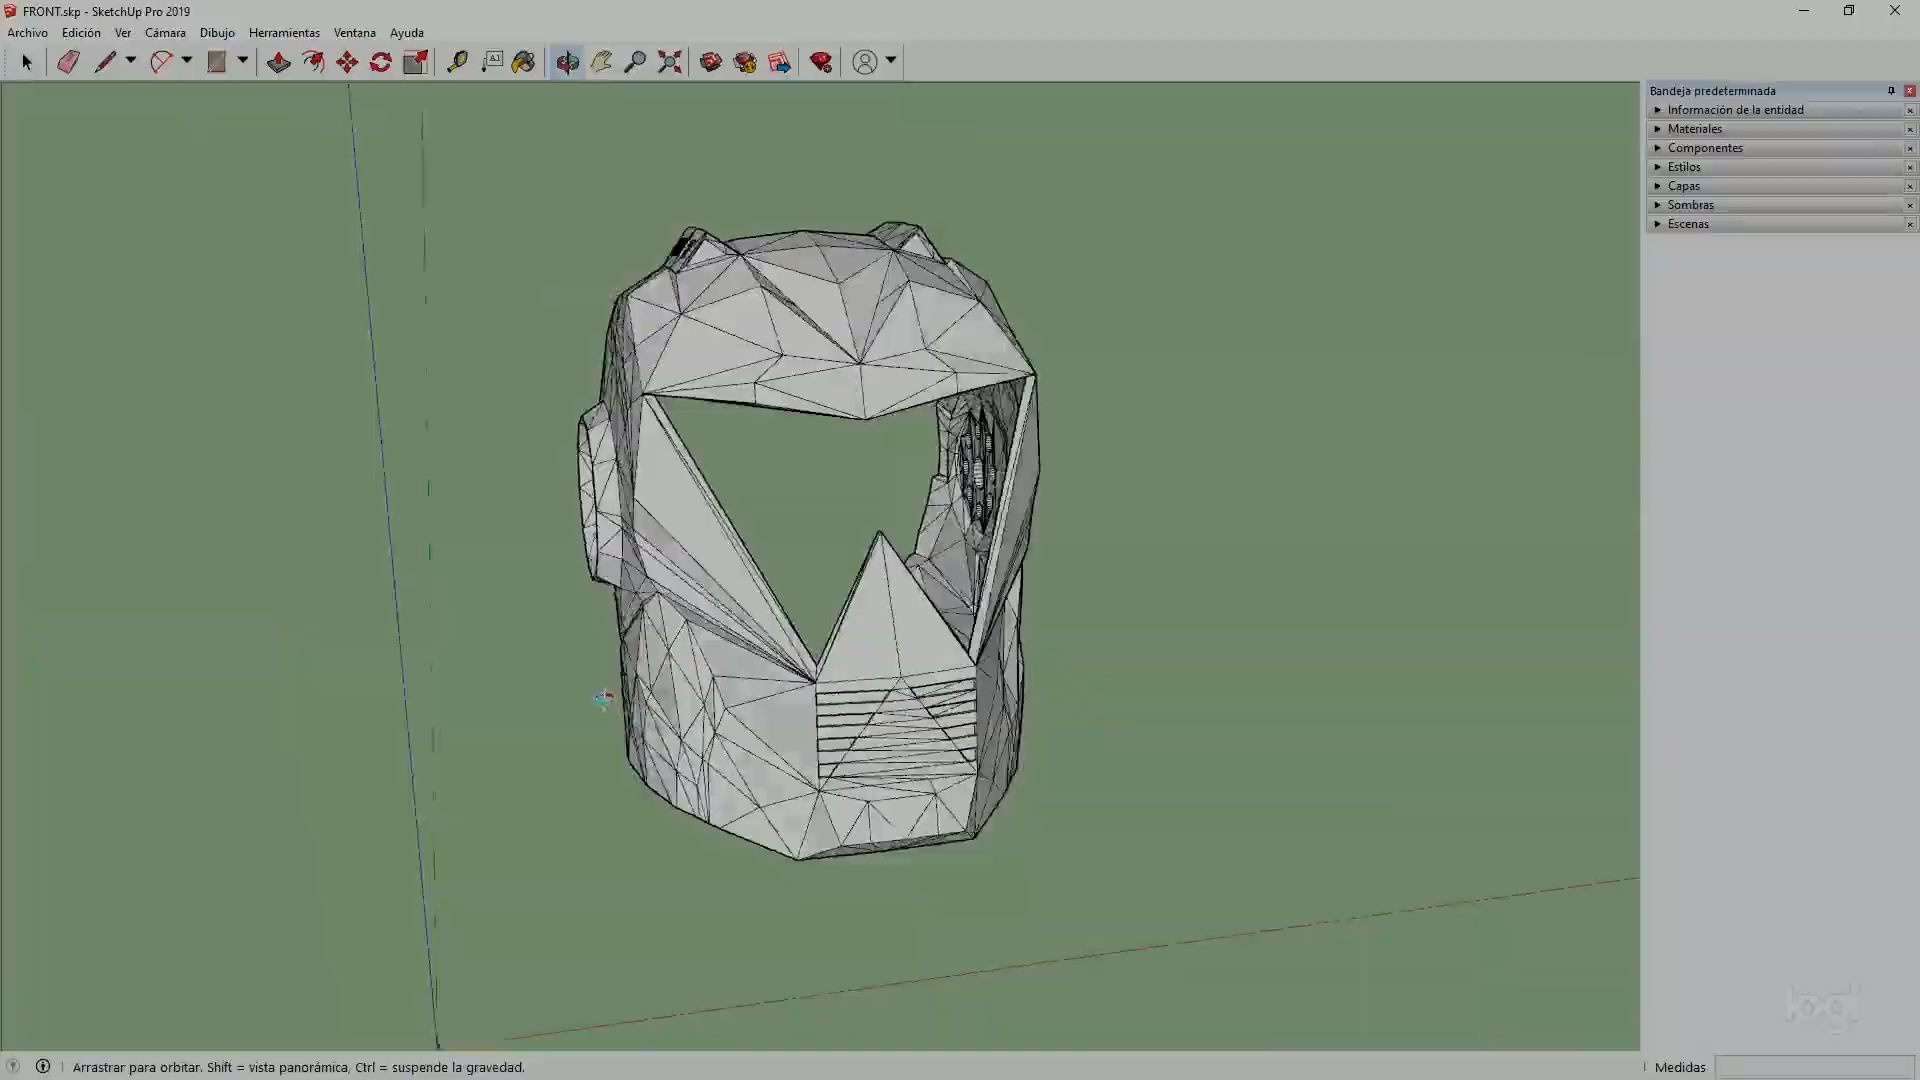 FRONT.skp - SketchUp Pro 2019
Archivo Edición Ver Cámara Dibujo Herramientas Ventana Ayuda
Bandeja predeterminada
Información de la entidad
Materiales
Componentes
Estilos
Capas
Sombras
Escenas
logi
Arrastrar para orbitar. Shift = vista panorámica, Ctrl = suspende la gravedad.
Medidas